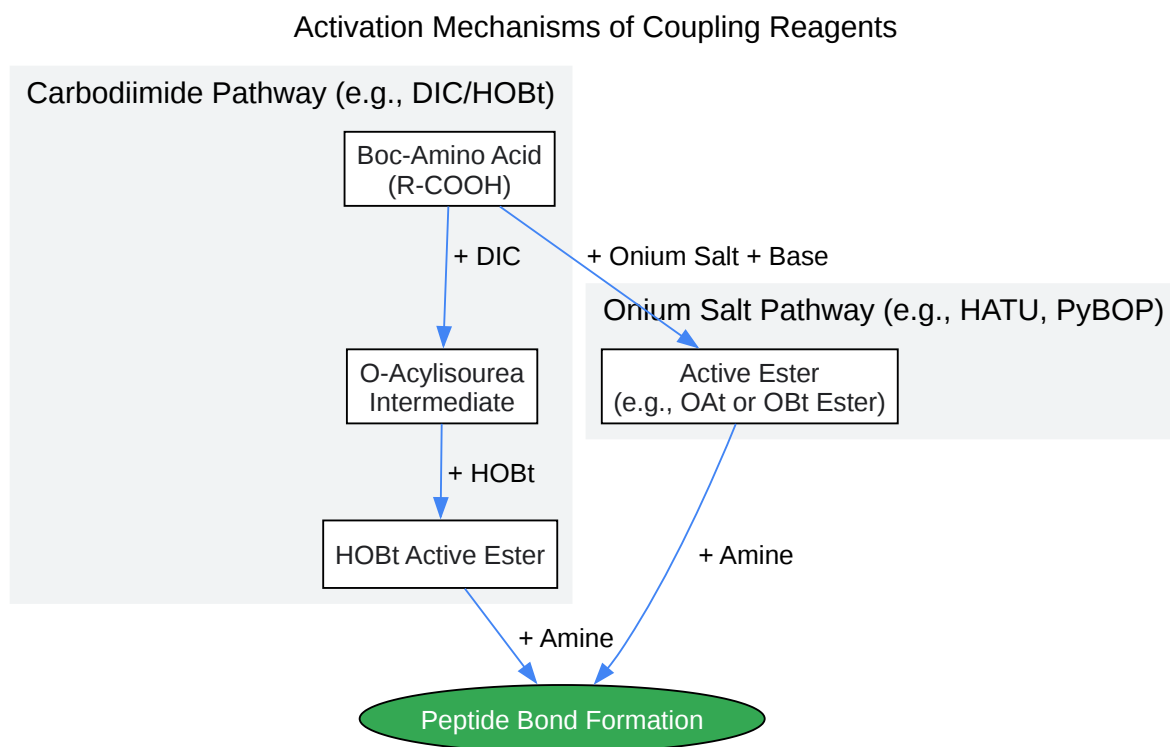 Activation Mechanisms of Coupling Reagents
Carbodiimide Pathway (e.g., DIC/HOBt)
Boc-Amino Acid
(R-COOH)
+ DIC
+ Onium Salt + Base
Onium Salt Pathway (e.g., HATU, PyBOP)
O-Acylisourea
Intermediate
Active Ester
(e.g., OAt or OBt Ester)
+ HOBt
HOBt Active Ester
+ Amine
+ Amine
Peptide Bond Formation